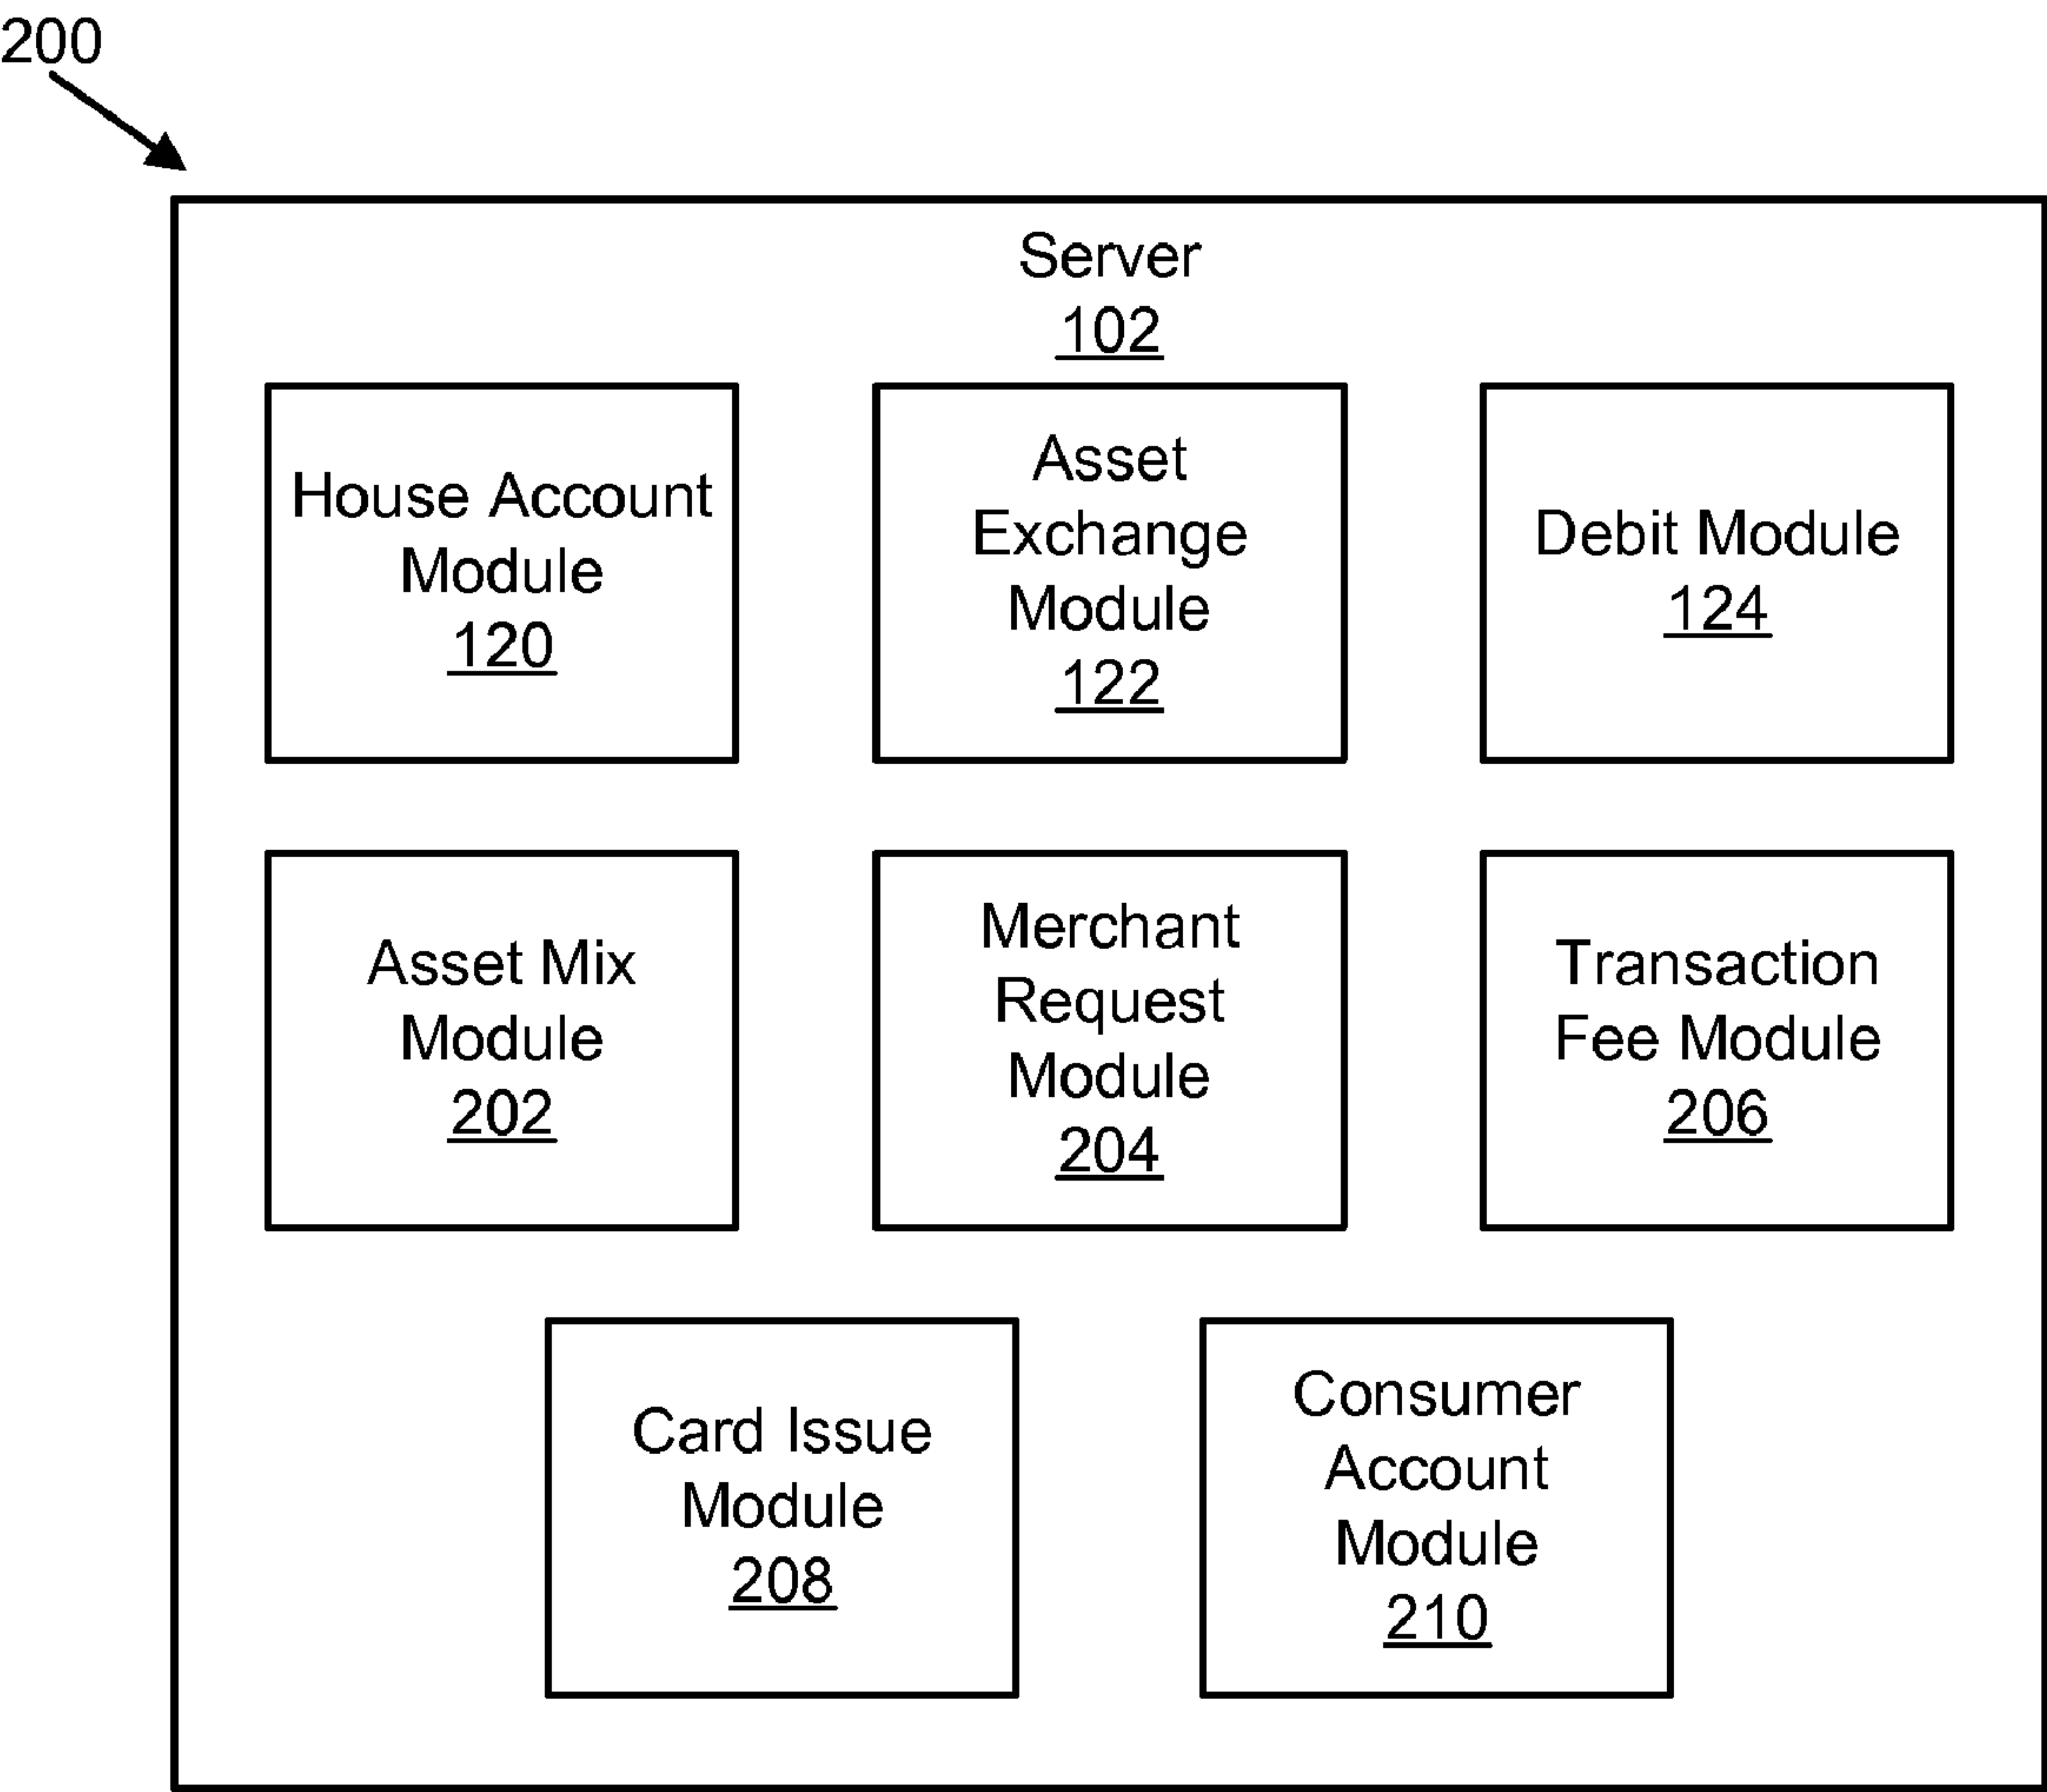 200
Server
102
House Account
Module
120
Asset
Exchange
Module
122
Debit Module
124
Asset Mix
Module
202
Merchant
Request
Module
204
Transaction
Fee Module
206
Card Issue
Module
208
Consumer
Account
Module
210